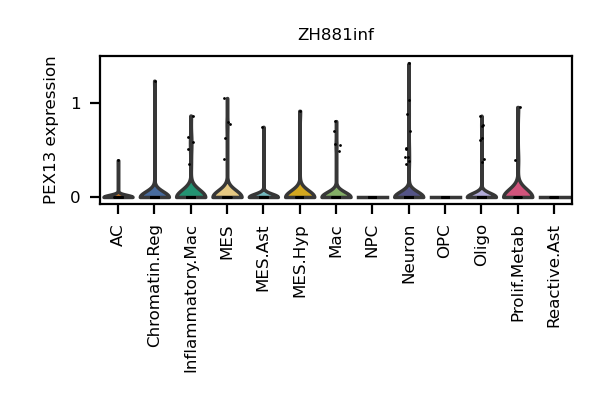 ZH881inf
PEX13 expression
1
0
AC
Chromatin.Reg
Inflammatory.Mac
MES
MES.Ast
MES.Hyp
Mac
NPC
Neuron
OPC
Oligo
Prolif.Metab
Reactive.Ast